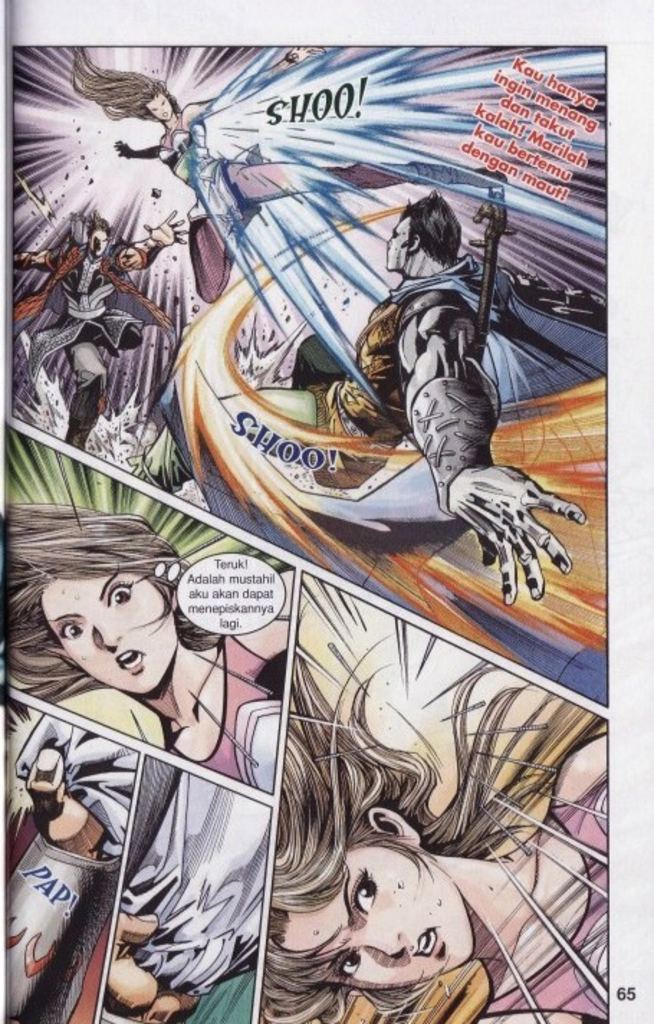 SHOO!
Kau hanya
ingin menang
dan takut
kalah! Marilah
kau bertemu
dengan maut!
SHOO!
Teruk!
Adalah mustahil
aku akan dapat
menepiskannya
lagi.
PAP!
65